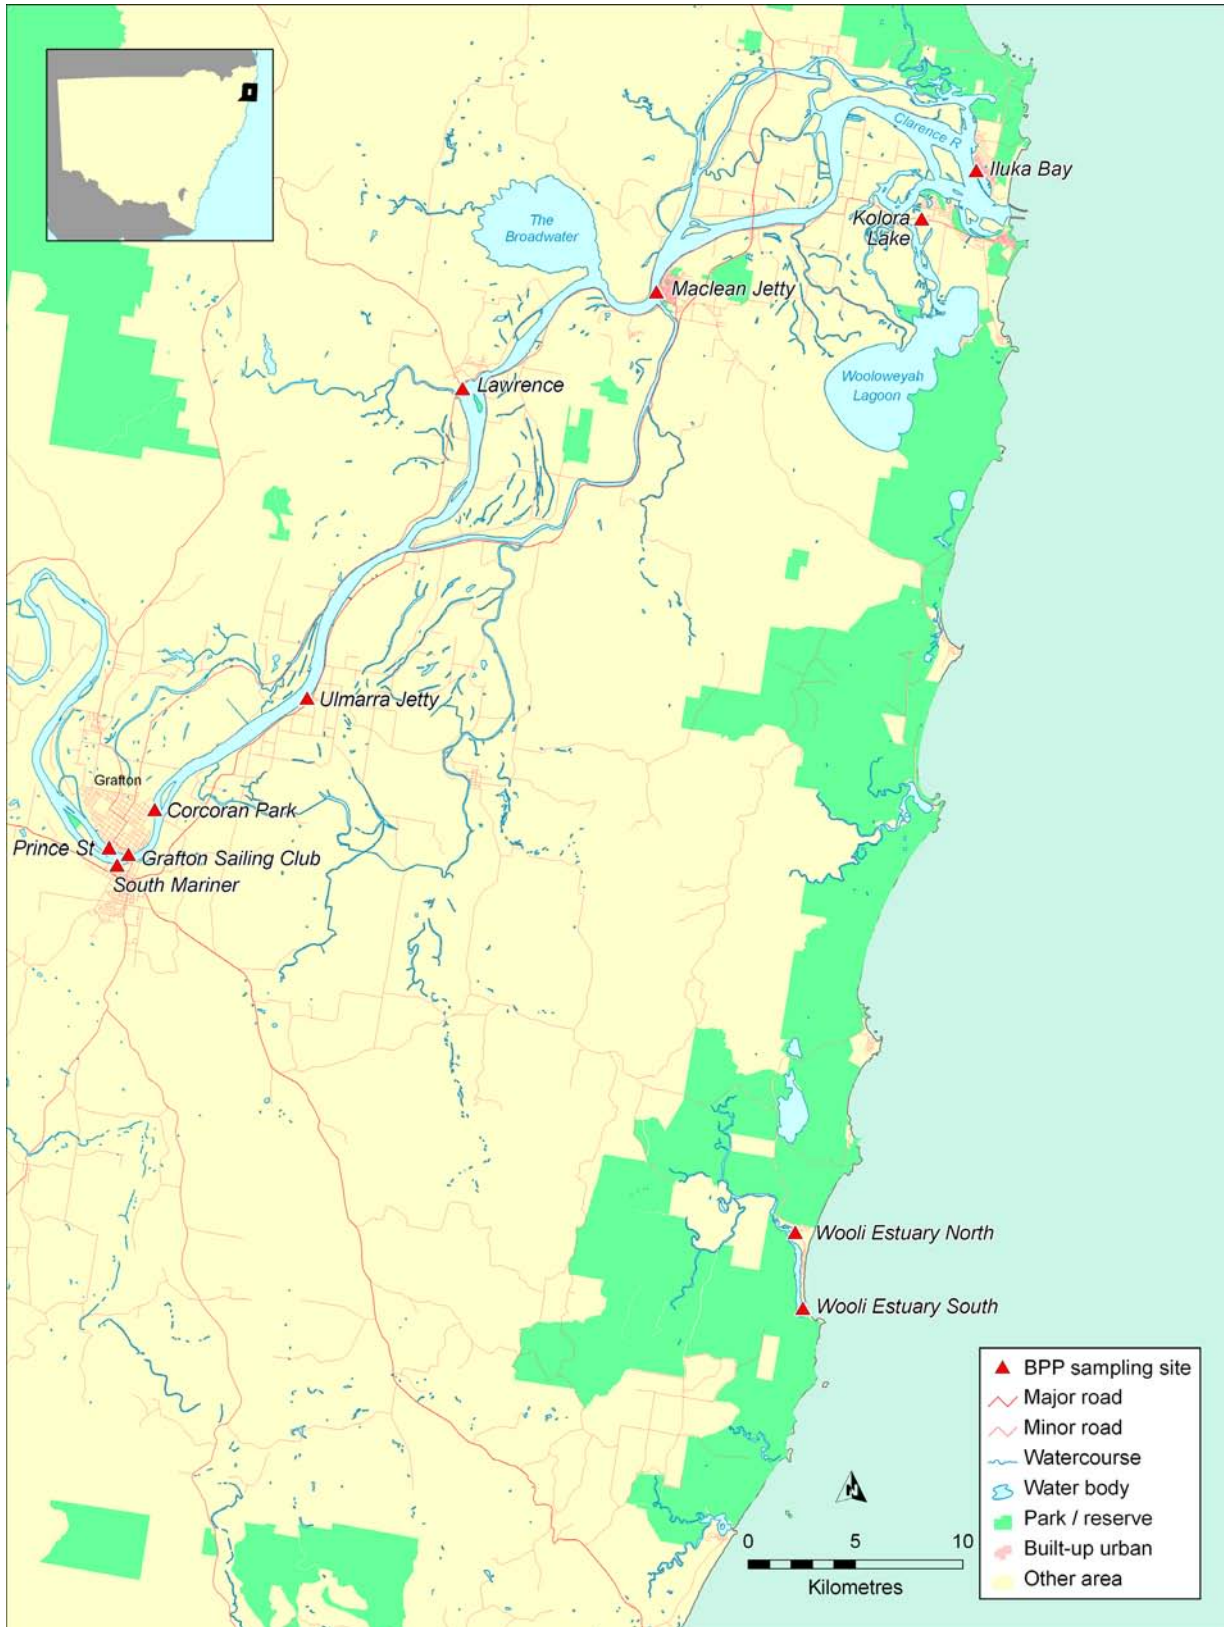 Clarence R
Iluka Bay
The
Broadwater
Kolora
Lake
Maclean Jetty
Wooloweyah
Lagoon
Lawrence
Ulmarra Jetty
Grafton
Corcoran Park
Prince St
Grafton Sailing Club
South Mariner
Wooli Estuary North
Wooli Estuary South
BPP sampling site
Major road
Minor road
Watercourse
Water body
Park / reserve
Built-up urban
Other area
N
0 5 10
Kilometres